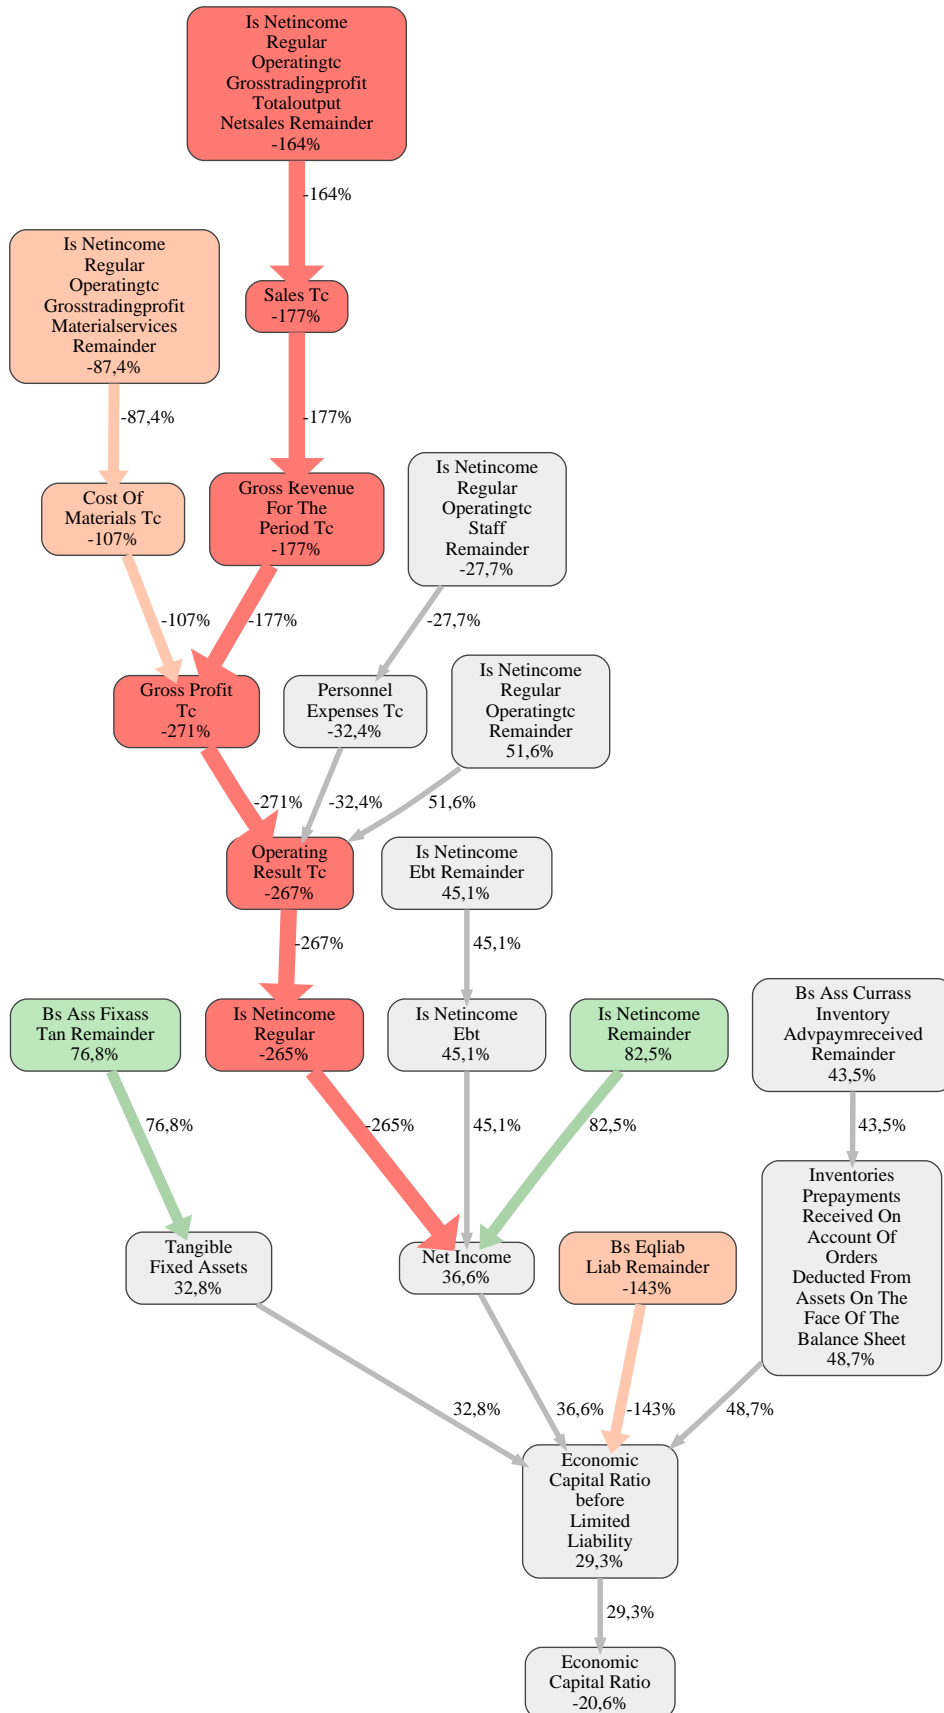 Is Netincome
Regular
Operatingtc
Grosstradingprofit
Totaloutput
Netsales Remainder
-164%
-164%
Is Netincome
Regular
Operatingtc
Grosstradingprofit
Materialservices
Remainder
-87,4%
Sales Tc
-177%
-87,4%
-177%
Is Netincome
Regular
Operatingtc
Staff
Remainder
-27,7%
Cost Of
Materials Tc
-107%
Gross Revenue
For The
Period Tc
-177%
-107%
-177%
-27,7%
Is Netincome
Regular
Operatingtc
Remainder
51,6%
Gross Profit
Tc
-271%
Personnel
Expenses Tc
-32,4%
-271%
-32,4%
51,6%
Operating
Result Tc
-267%
Is Netincome
Ebt Remainder
45,1%
-267%
45,1%
Bs Ass Fixass
Tan Remainder
76,8%
Is Netincome
Regular
-265%
Is Netincome
Ebt
45,1%
Is Netincome
Remainder
82,5%
Bs Ass Currass
Inventory
Advpaymreceived
Remainder
43,5%
76,8%
-265%
45,1%
82,5%
43,5%
Inventories
Prepayments
Received On
Account Of
Orders
Deducted From
Assets On The
Face Of The
Balance Sheet
48,7%
Tangible
Fixed Assets
32,8%
Net Income
36,6%
Bs Eqliab
Liab Remainder
-143%
32,8%
36,6%
-143%
48,7%
Economic
Capital Ratio
before
Limited
Liability
29,3%
29,3%
Economic
Capital Ratio
-20,6%